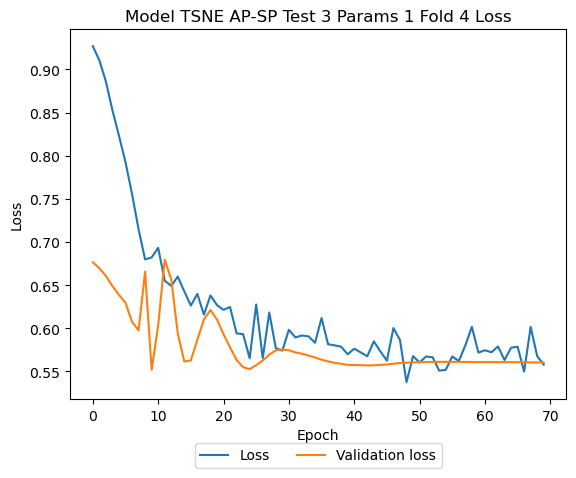 Model TSNE AP-SP Test 3 Params 1 Fold 4 Loss
0.90
0.85
0.80
0.75
0.70
0.65
0.60
0.55
Loss
0 10 20 30 40 50 60 70
Epoch
Loss Validation loss